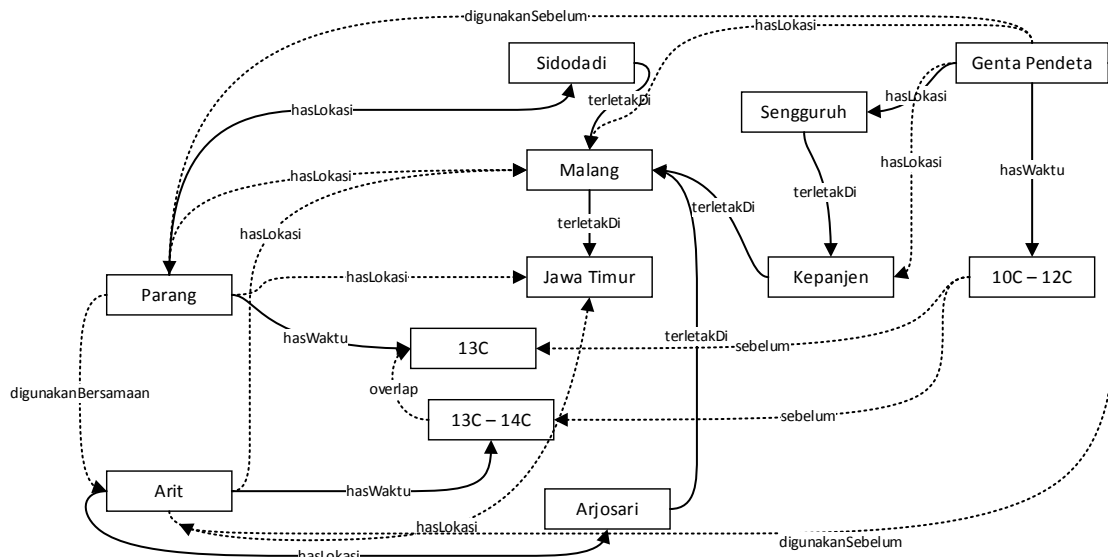 digunakanSebelum
hasLokasi
Sidodadi
Genta Pendeta
terletakDi
hasLokasi
hasLokasi
Sengguruh
Malang
hasLokasi
hasLokasi
hasWaktu
terletakDi
terletakDi
hasLokasi
terletakDi
Parang
hasLokasi
Jawa Timur
Kepanjen
10C – 12C
hasWaktu
13C
terletakDi
sebelum
digunakanBersamaan
overlap
13C – 14C
sebelum
Arit
hasWaktu
Arjosari
hasLokasi
hasLokasi
digunakanSebelum